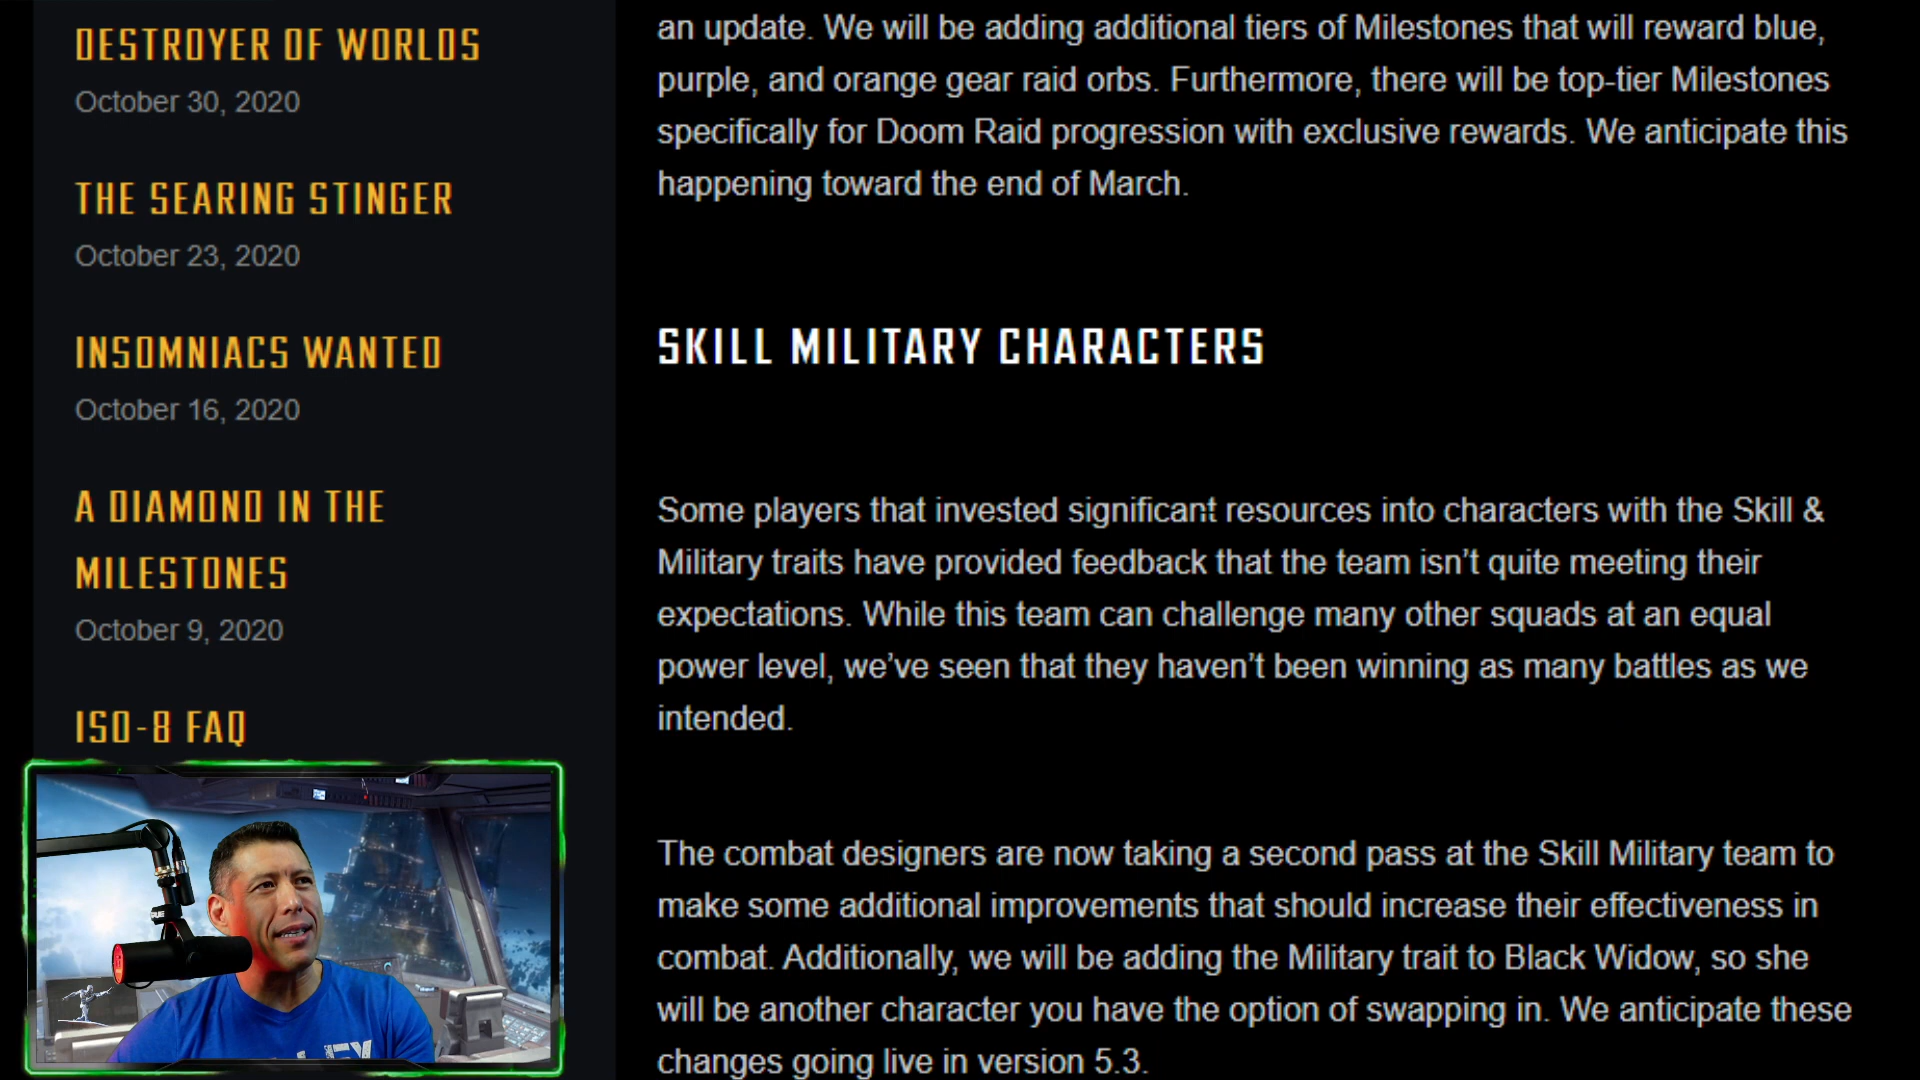 DESTROYER OF WORLDS
October 30, 2020
THE SEARING STINGER
October 23, 2020
INSOMNIACS WANTED
October 16, 2020
A DIAMOND IN THE
MILESTONES
October 9, 2020
ISO-8 FAQ
an update. We will be adding additional tiers of Milestones that will reward blue,
purple, and orange gear raid orbs. Furthermore, there will be top-tier Milestones
specifically for Doom Raid progression with exclusive rewards. We anticipate this
happening toward the end of March.
SKILL MILITARY CHARACTERS
Some players that invested significant resources into characters with the Skill &
Military traits have provided feedback that the team isn’t quite meeting their
expectations. While this team can challenge many other squads at an equal
power level, we’ve seen that they haven’t been winning as many battles as we
intended.
The combat designers are now taking a second pass at the Skill Military team to
make some additional improvements that should increase their effectiveness in
combat. Additionally, we will be adding the Military trait to Black Widow, so she
will be another character you have the option of swapping in. We anticipate these
changes going live in version 5.3.